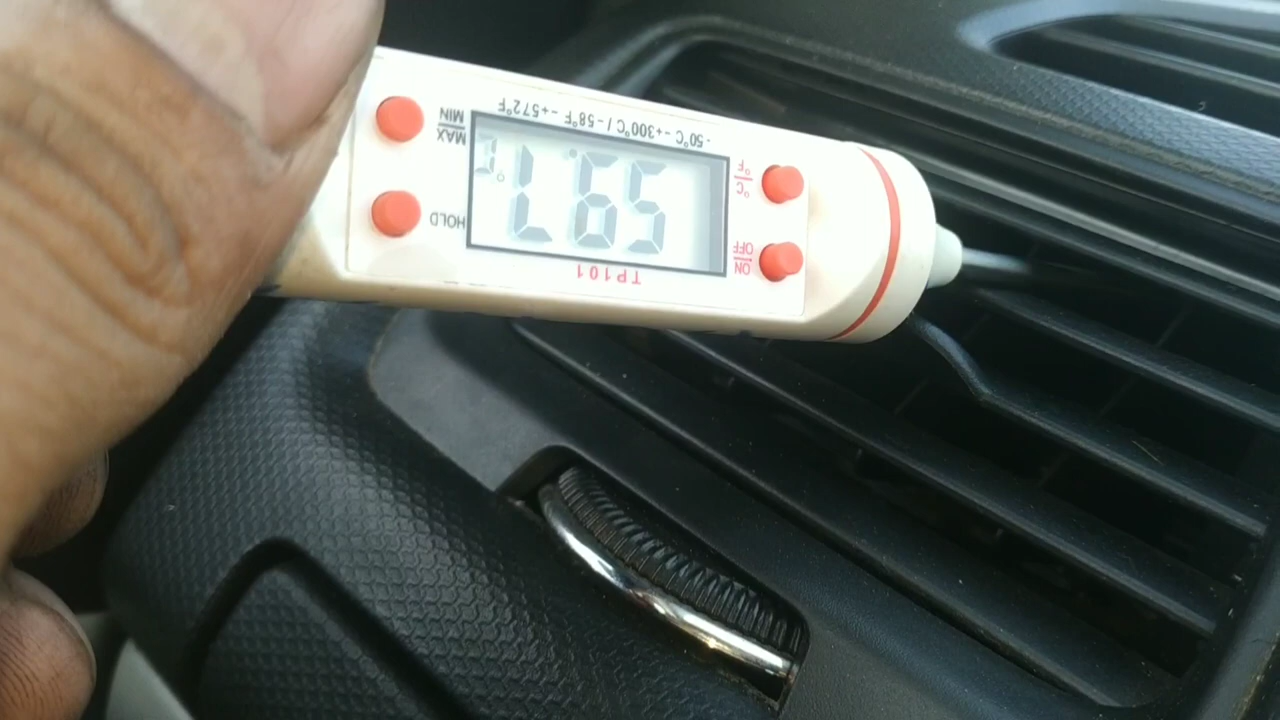 TP101
ON
OFF
59.7
HOLD
°C
°F
MAX
MIN
-50°C~+300°C/-58°F~+572°F